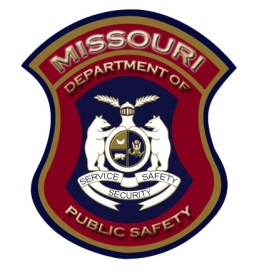 MISSOURI
DEPARTMENT OF
SERVICE SAFETY
SECURITY
PUBLIC SAFETY